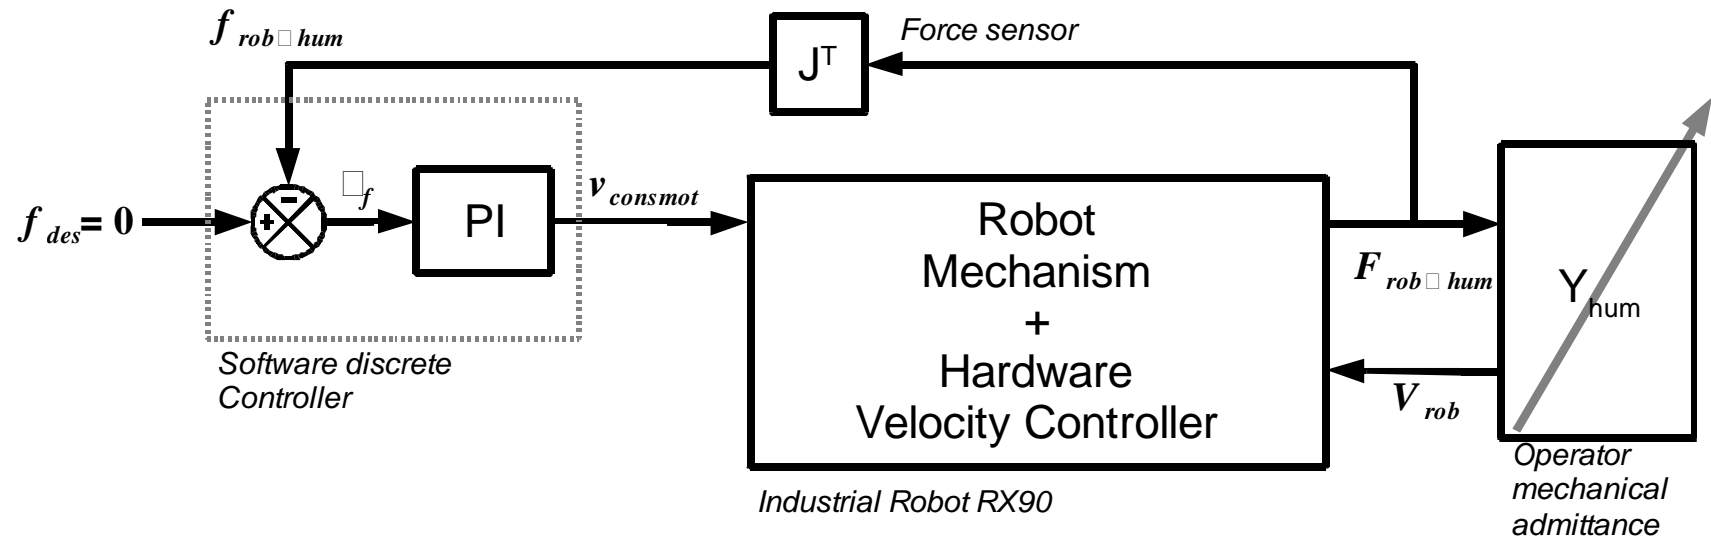 f rob□hum
J^T
Force sensor
f des = 0
+
−
□ f
PI
v consmot
Robot
Mechanism
+
Hardware
Velocity Controller
F rob□hum
V rob
Y hum
Software discrete
Controller
Industrial Robot RX90
Operator
mechanical
admittance